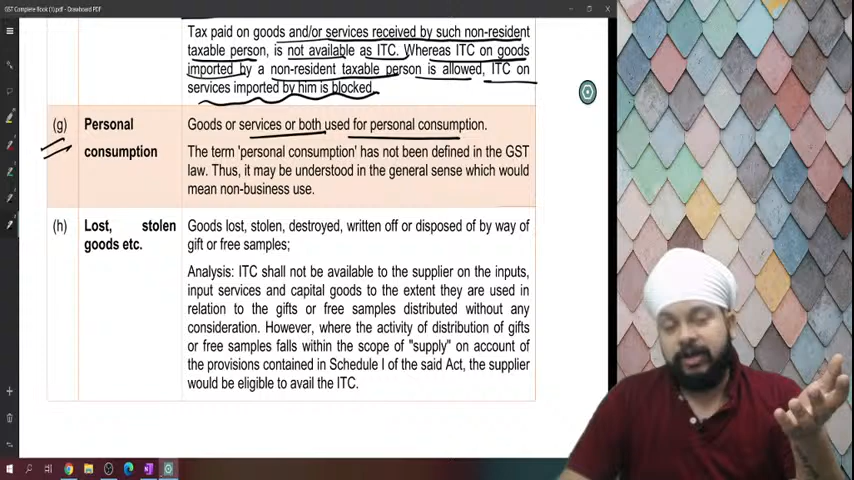 GST Complete Book (1).pdf - Drawboard PDF
Tax paid on goods and/or services received by such non-resident
taxable person, is not available as ITC. Whereas ITC on goods
imported by a non-resident taxable person is allowed, ITC on
services imported by him is blocked.
(g) Personal consumption
Goods or services or both used for personal consumption.
The term 'personal consumption' has not been defined in the GST
law. Thus, it may be understood in the general sense which would
mean non-business use.
(h) Lost, stolen goods etc.
Goods lost, stolen, destroyed, written off or disposed of by way of
gift or free samples;
Analysis: ITC shall not be available to the supplier on the inputs,
input services and capital goods to the extent they are used in
relation to the gifts or free samples distributed without any
consideration. However, where the activity of distribution of gifts
or free samples falls within the scope of "supply" on account of
the provisions contained in Schedule I of the said Act, the supplier
would be eligible to avail the ITC.